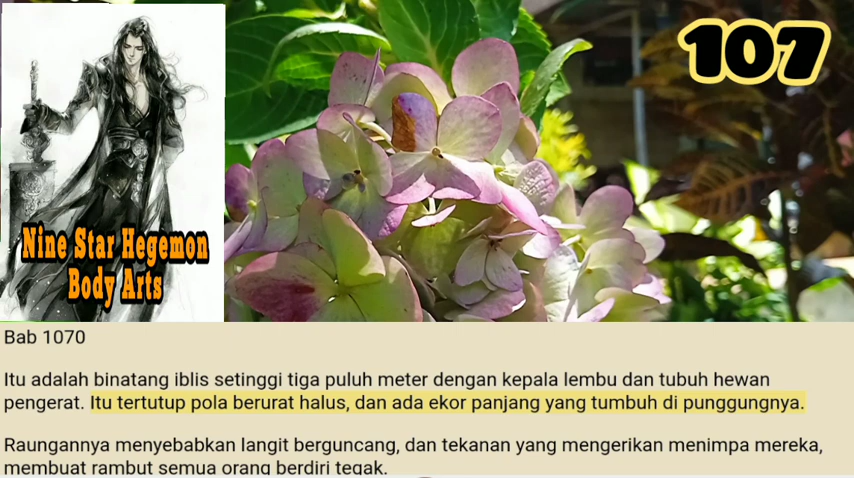 107
Nine Star Hegemon
Body Arts
Bab 1070
Itu adalah binatang iblis setinggi tiga puluh meter dengan kepala lembu dan tubuh hewan
pengerat. Itu tertutup pola berurat halus, dan ada ekor panjang yang tumbuh di punggungnya.
Raungannya menyebabkan langit berguncang, dan tekanan yang mengerikan menimpa mereka,
membuat rambut semua orang berdiri tegak.